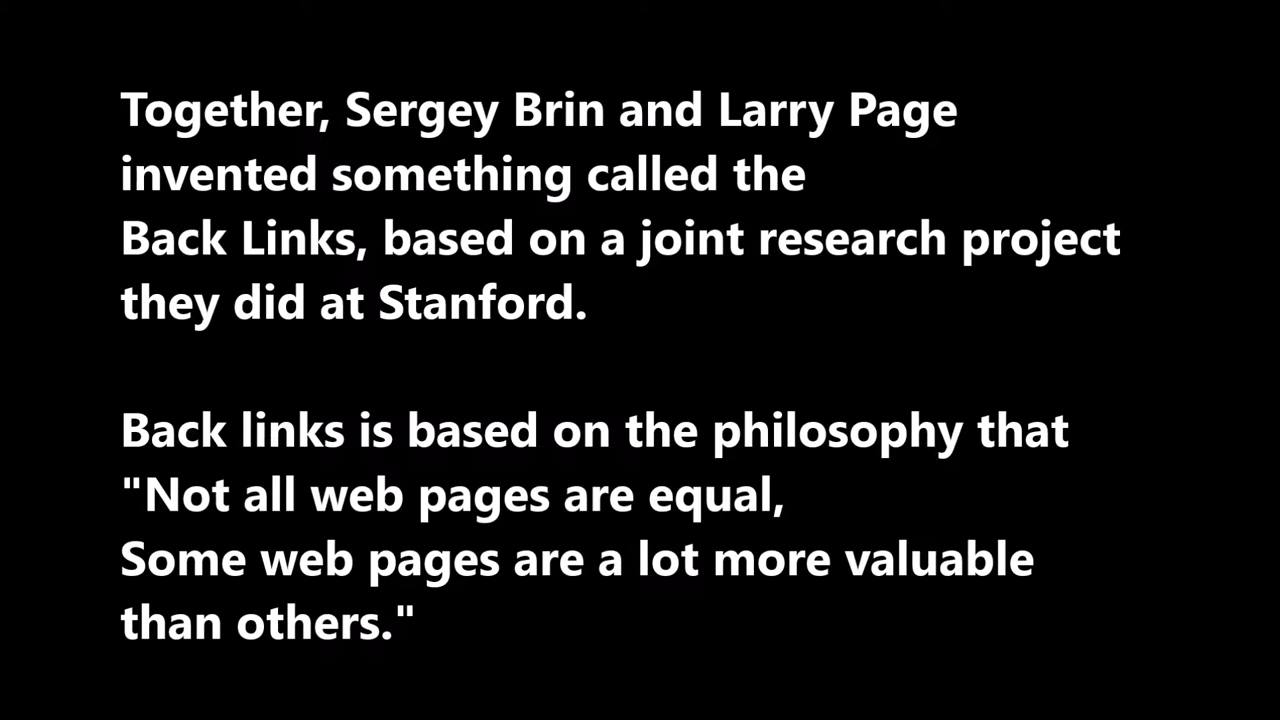 Together, Sergey Brin and Larry Page
invented something called the
Back Links, based on a joint research project
they did at Stanford.
Back links is based on the philosophy that
"Not all web pages are equal,
Some web pages are a lot more valuable
than others."